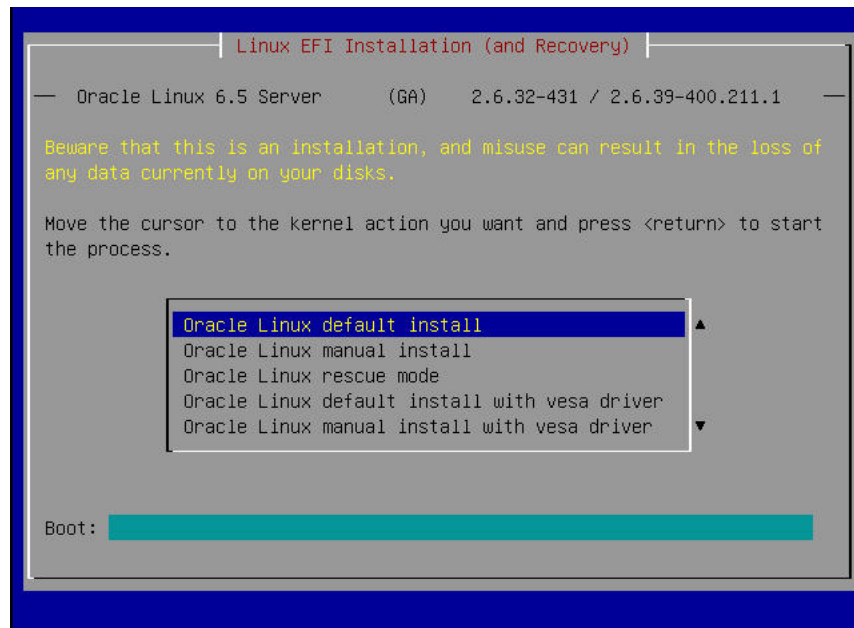 Linux EFI Installation (and Recovery)
Oracle Linux 6.5 Server (GA) 2.6.32-431 / 2.6.39-400.211.1
Beware that this is an installation, and misuse can result in the loss of
any data currently on your disks.
Move the cursor to the kernel action you want and press <return> to start
the process.
Oracle Linux default install
Oracle Linux manual install
Oracle Linux rescue mode
Oracle Linux default install with vesa driver
Oracle Linux manual install with vesa driver
Boot: